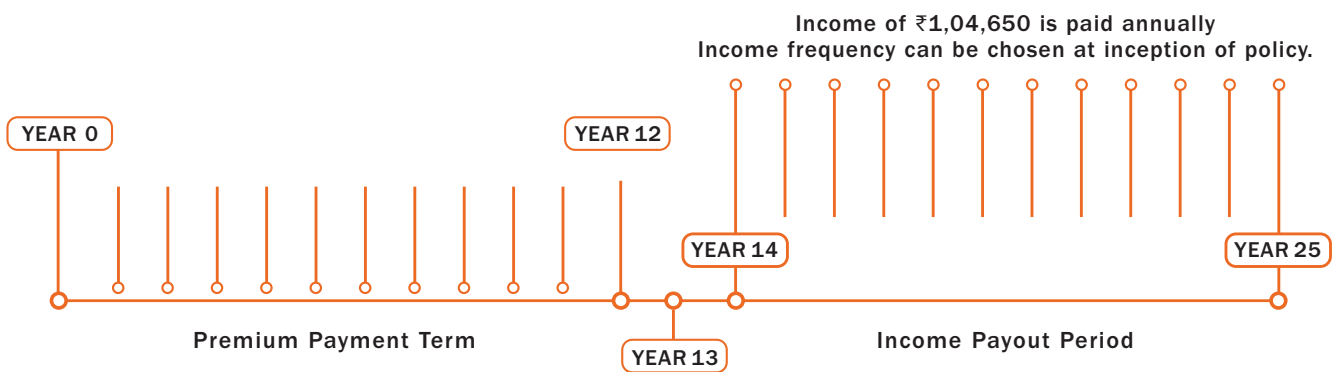 Income of ₹1,04,650 is paid annually
Income frequency can be chosen at inception of policy.
YEAR 0
YEAR 12
YEAR 14
YEAR 25
Premium Payment Term
Income Payout Period
YEAR 13